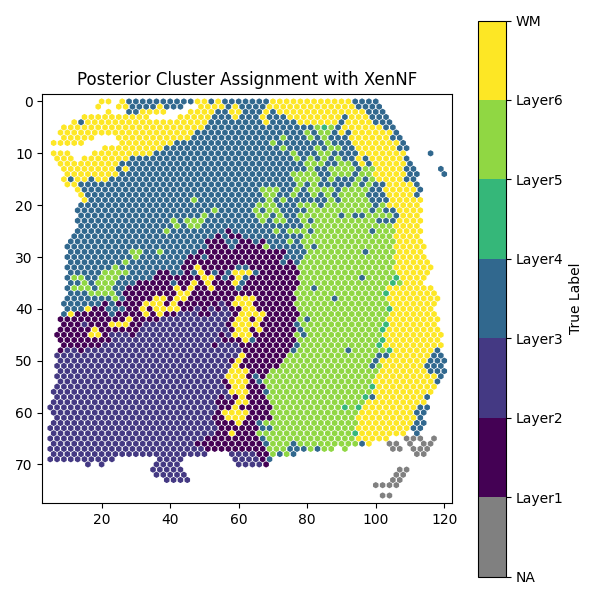 Posterior Cluster Assignment with XenNF
0
10
20
30
40
50
60
70
20
40
60
80
100
120
WM
Layer6
Layer5
Layer4
Layer3
Layer2
Layer1
NA
True Label